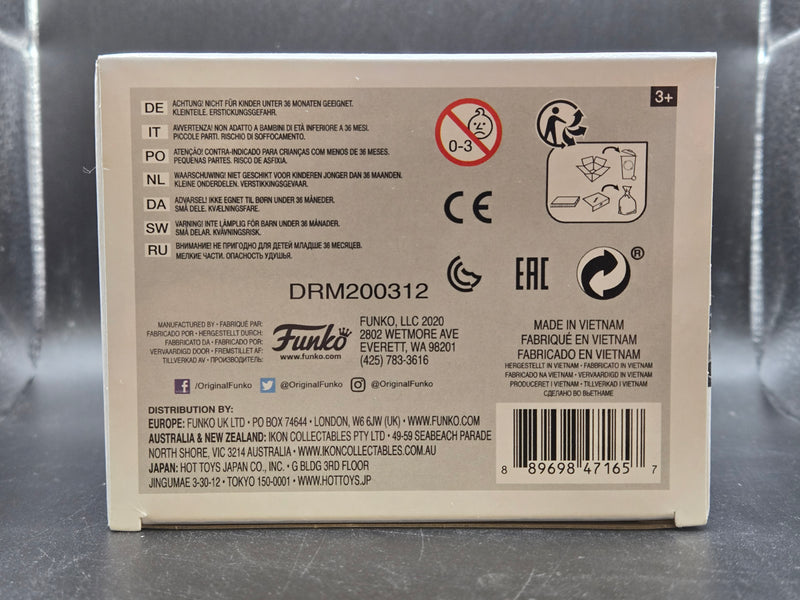 3+
DE ACHTUNG! NICHT FÜR KINDER UNTER 36 MONATEN GEEIGNET.
KLEINTEILE. ERSTICKUNGSGEFAHR.
IT AVVERTENZA! NON ADATTO A BAMBINI DI ETÀ INFERIORE A 36 MESI.
PICCOLE PARTI. RISCHIO DI SOFFOCAMENTO.
PO ATENÇÃO! CONTRA-INDICADO PARA CRIANÇAS COM MENOS DE 36 MESES.
PEQUENAS PARTES. RISCO DE ASFIXIA.
NL WAARSCHUWING! NIET GESCHIKT VOOR KINDEREN JONGER DAN 36 MAANDEN.
KLEINE ONDERDELEN. VERSTIKKINGSGEVAAR.
DA ADVARSEL! IKKE EGNET TIL BØRN UNDER 36 MÅNEDER.
SMÅ DELE. KVÆLNINGSFARE.
SW VARNING! INTE LÄMPLIG FÖR BARN UNDER 36 MÅNADER.
SMÅ DELAR. KVÄVNINGSRISK.
RU ВНИМАНИЕ! НЕ ПРИГОДНО ДЛЯ ДЕТЕЙ МЛАДШЕ 36 МЕСЯЦЕВ.
МЕЛКИЕ ЧАСТИ. ОПАСНОСТЬ УДУШЬЯ.
0-3
CE
EAC
®
DRM200312
MANUFACTURED BY • FABRIQUÉ PAR:
FABRICADO POR • HERGESTELLT DURCH:
FABBRICATO DA • FABRICADO POR:
VERVAARDIGD DOOR • FREMSTILLET AF:
TILLVERKAD AV • ПРОИЗВОДИТЕЛЬ:
Funko
www.funko.com
FUNKO, LLC 2020
2802 WETMORE AVE
EVERETT, WA 98201
(425) 783-3616
MADE IN VIETNAM
FABRIQUÉ EN VIETNAM
FABRICADO EN VIETNAM
HERGESTELLT IN VIETNAM • FABBRICATO IN VIETNAM
FABRICADO NA VIETNAM • VERVAARDIGD IN VIETNAM
PRODUCERET I VIETNAM • TILLVERKAD I VIETNAM
СДЕЛАНО ВО ВЬЕТНАМЕ
/OriginalFunko @OriginalFunko @OriginalFunko
DISTRIBUTION BY:
EUROPE: FUNKO UK LTD • PO BOX 74644 • LONDON, W6 6JW (UK) • WWW.FUNKO.COM
AUSTRALIA & NEW ZEALAND: IKON COLLECTABLES PTY LTD • 49-59 SEABEACH PARADE
NORTH SHORE, VIC 3214 AUSTRALIA • WWW.IKONCOLLECTABLES.COM.AU
JAPAN: HOT TOYS JAPAN CO., INC. • G BLDG 3RD FLOOR
JINGUMAE 3-30-12 • TOKYO 150-0001 • WWW.HOTTOYS.JP
8 89698 47165 7